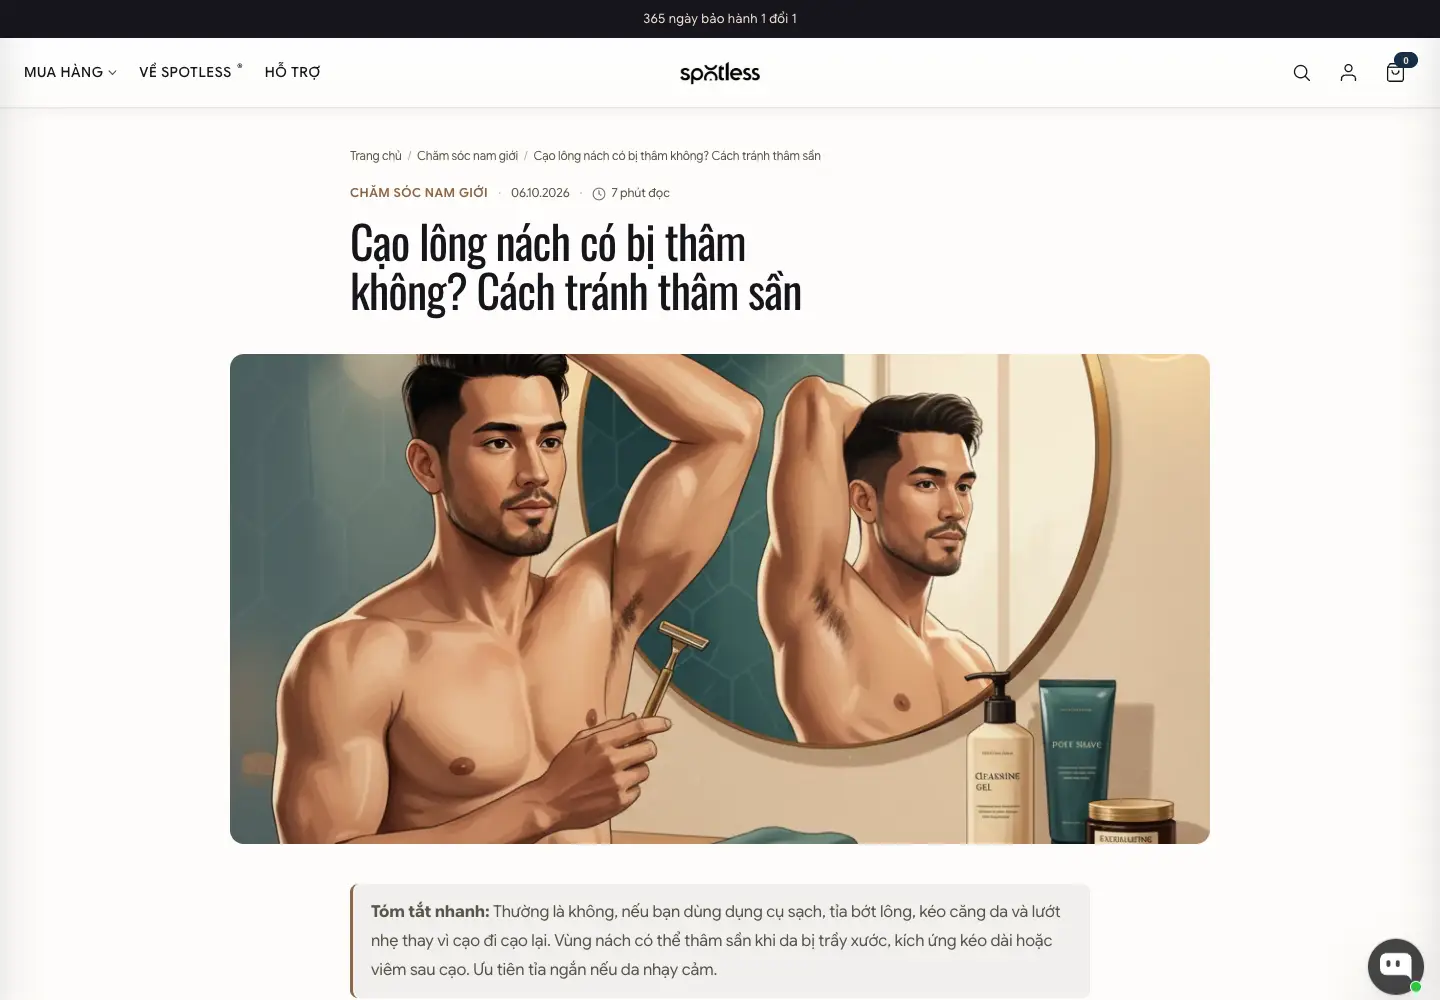 365 ngày bảo hành 1 đổi 1
MUA HÀNG
VỀ SPOTLESS ®
HỖ TRỢ
spotless
0
Trang chủ / Chăm sóc nam giới / Cạo lông nách có bị thâm không? Cách tránh thâm sần
CHĂM SÓC NAM GIỚI · 06.10.2026 · 7 phút đọc
Cạo lông nách có bị thâm
không? Cách tránh thâm sần
CLEANSING
GEL
Tóm tắt nhanh: Thường là không, nếu bạn dùng dụng cụ sạch, tỉa bớt lông, kéo căng da và lướt
nhẹ thay vì cạo đi cạo lại. Vùng nách có thể thâm sần khi da bị trầy xước, kích ứng kéo dài hoặc
viêm sau cạo. Ưu tiên tỉa ngắn nếu da nhạy cảm.